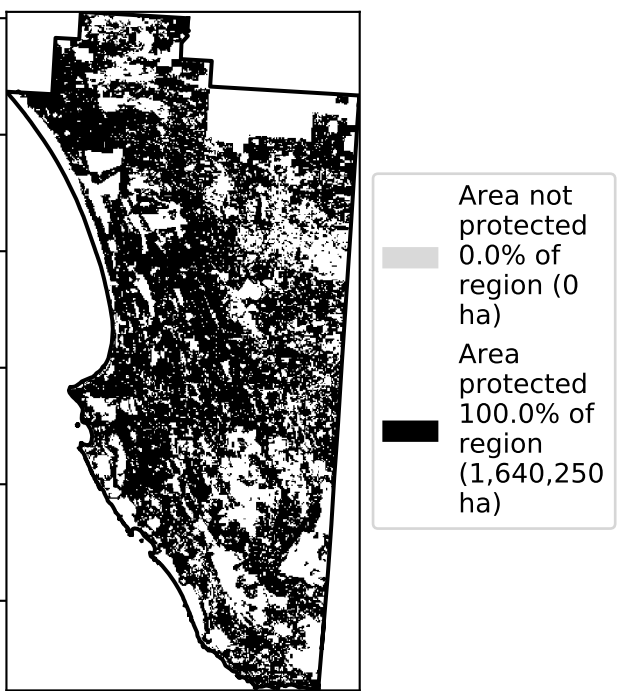 Area not
protected
0.0% of
region (0
ha)
Area
protected
100.0% of
region
(1,640,250
ha)